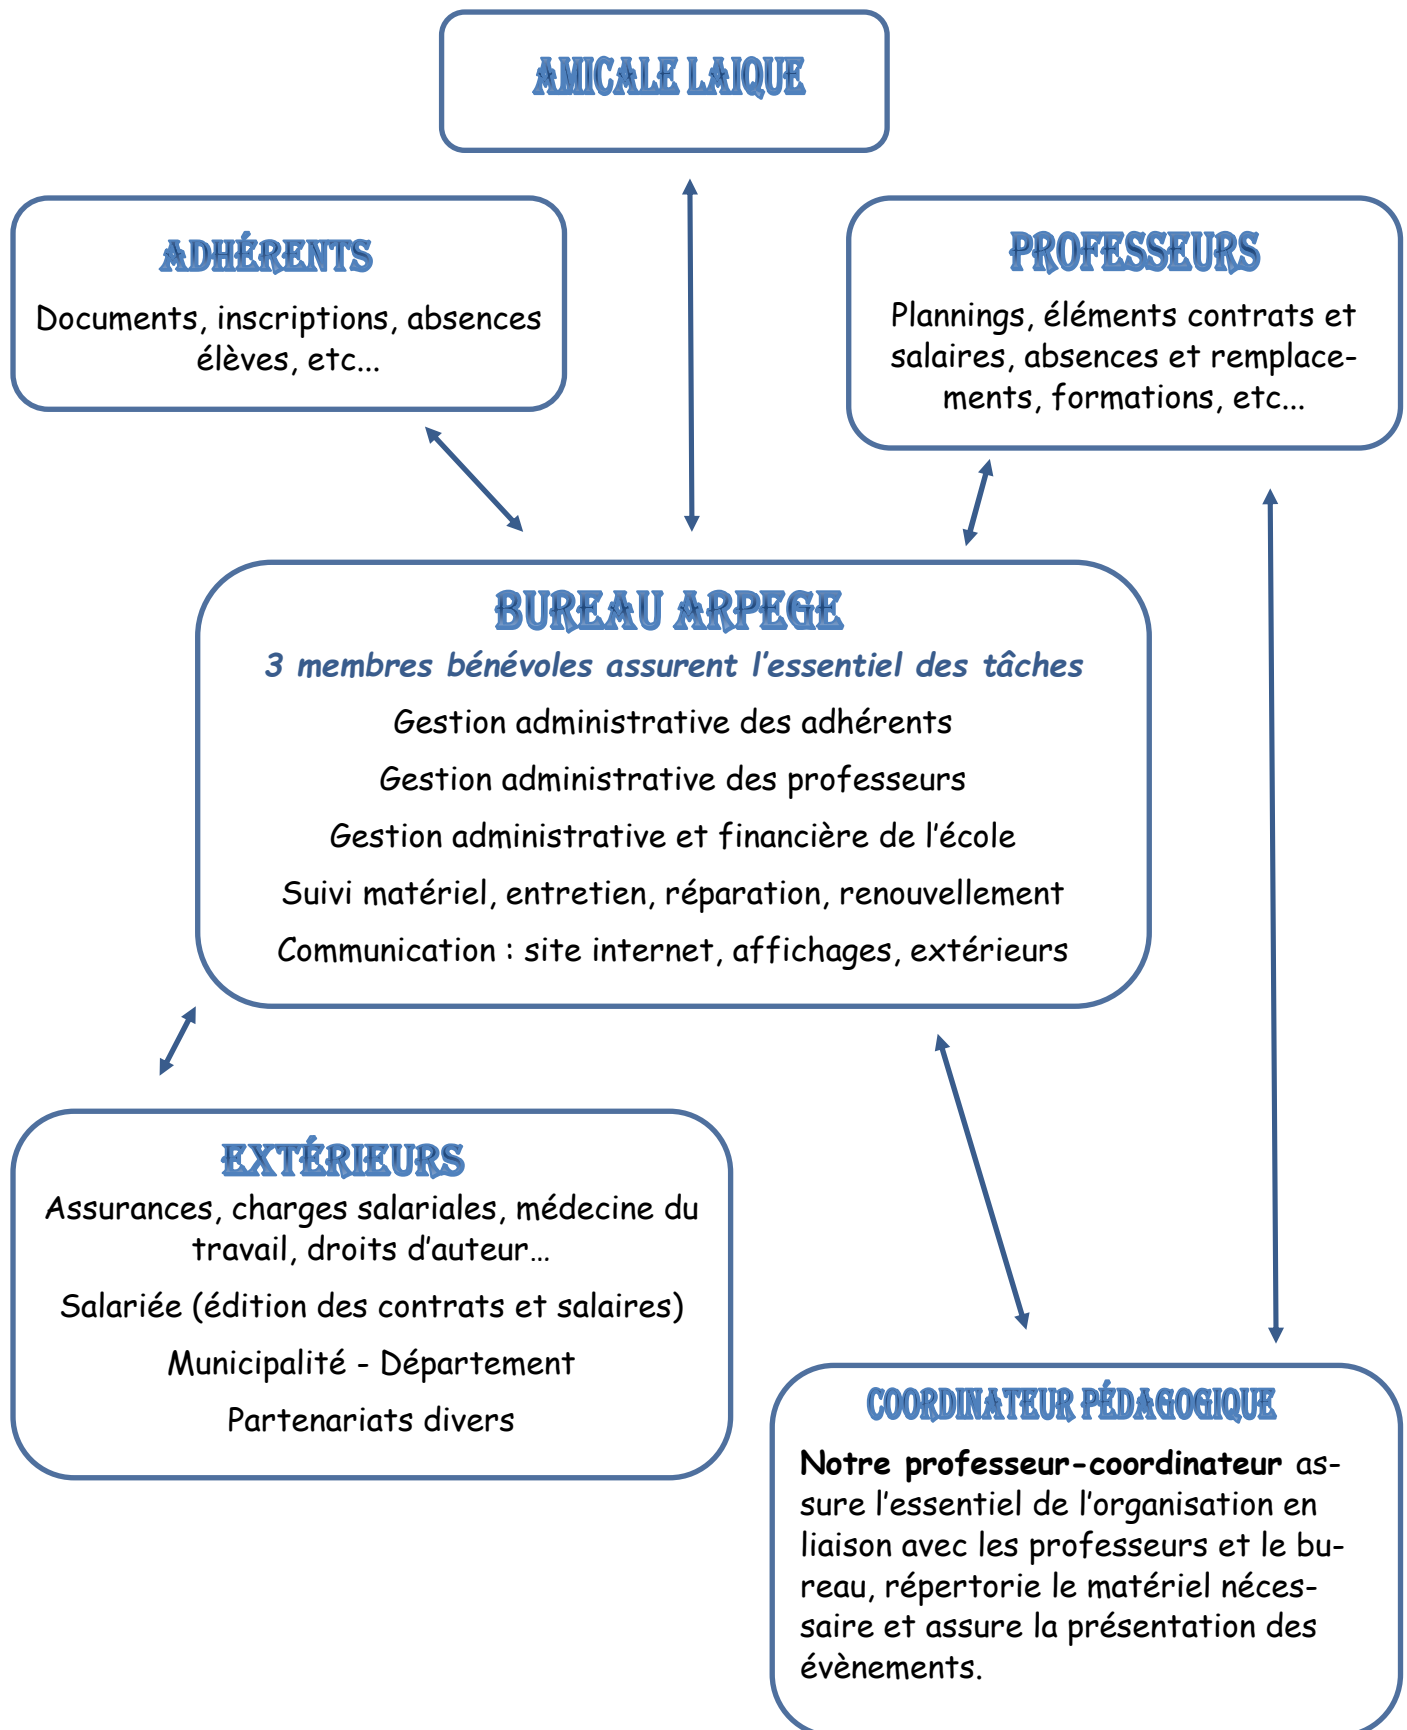 AMICALE LAIQUE
ADHÉRENTS
Documents, inscriptions, absences
élèves, etc...
PROFESSEURS
Plannings, éléments contrats et
salaires, absences et remplace-
ments, formations, etc...
BUREAU ARPEGE
3 membres bénévoles assurent l’essentiel des tâches
Gestion administrative des adhérents
Gestion administrative des professeurs
Gestion administrative et financière de l’école
Suivi matériel, entretien, réparation, renouvellement
Communication : site internet, affichages, extérieurs
EXTÉRIEURS
Assurances, charges salariales, médecine du
travail, droits d’auteur…
Salariée (édition des contrats et salaires)
Municipalité - Département
Partenariats divers
COORDINATEUR PÉDAGOGIQUE
Notre professeur-coordinateur as-
sure l’essentiel de l’organisation en
liaison avec les professeurs et le bu-
reau, répertorie le matériel néces-
saire et assure la présentation des
évènements.